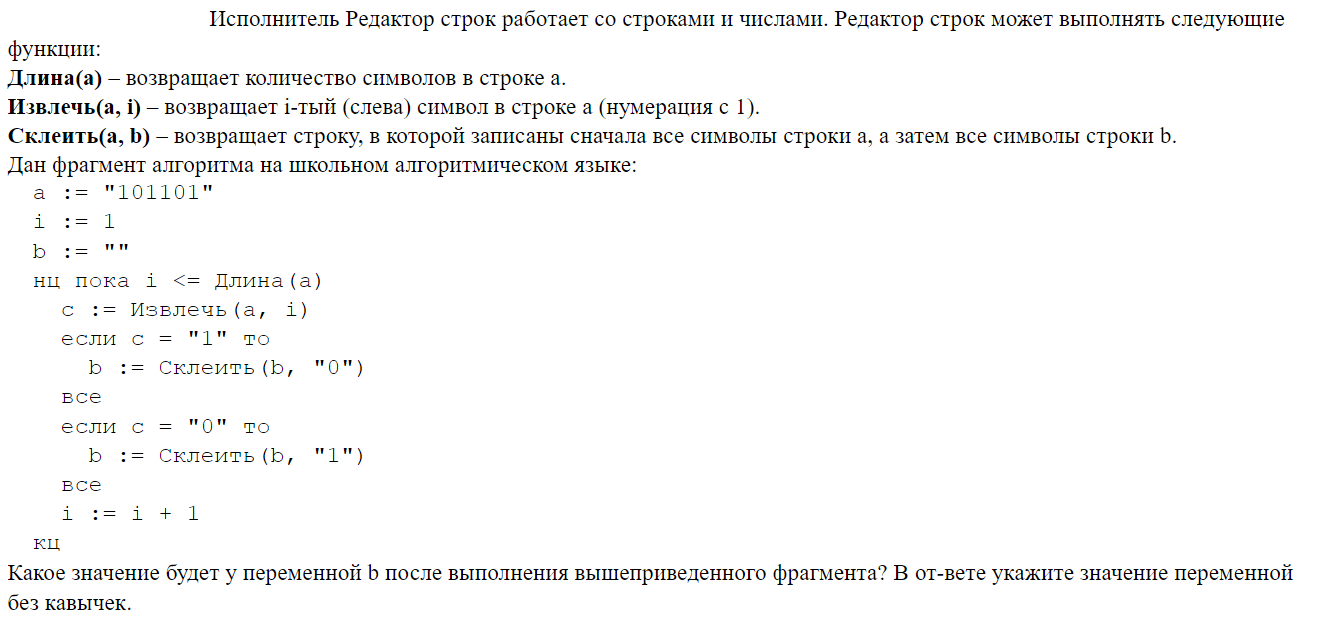 Исполнитель Редактор строк работает со строками и числами. Редактор строк может выполнять следующие
функции:
Длина(a) – возвращает количество символов в строке a.
Извлечь(a, i) – возвращает i-тый (слева) символ в строке a (нумерация с 1).
Склеить(a, b) – возвращает строку, в которой записаны сначала все символы строки a, а затем все символы строки b.
Дан фрагмент алгоритма на школьном алгоритмическом языке:
a := "101101"
i := 1
b := ""
нц пока i <= Длина(a)
c := Извлечь(a, i)
если c = "1" то
b := Склеить(b, "0")
все
если c = "0" то
b := Склеить(b, "1")
все
i := i + 1
кц
Какое значение будет у переменной b после выполнения вышеприведенного фрагмента? В от-вете укажите значение переменной
без кавычек.